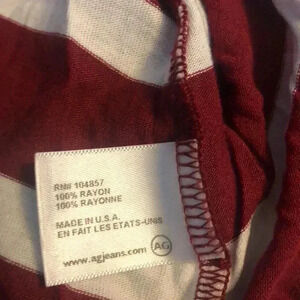 RN# 104857
100% RAYON
100% RAYONNE
MADE IN U.S.A.
EN FAIT LES ETATS-UNIS
www.agjeans.com AG